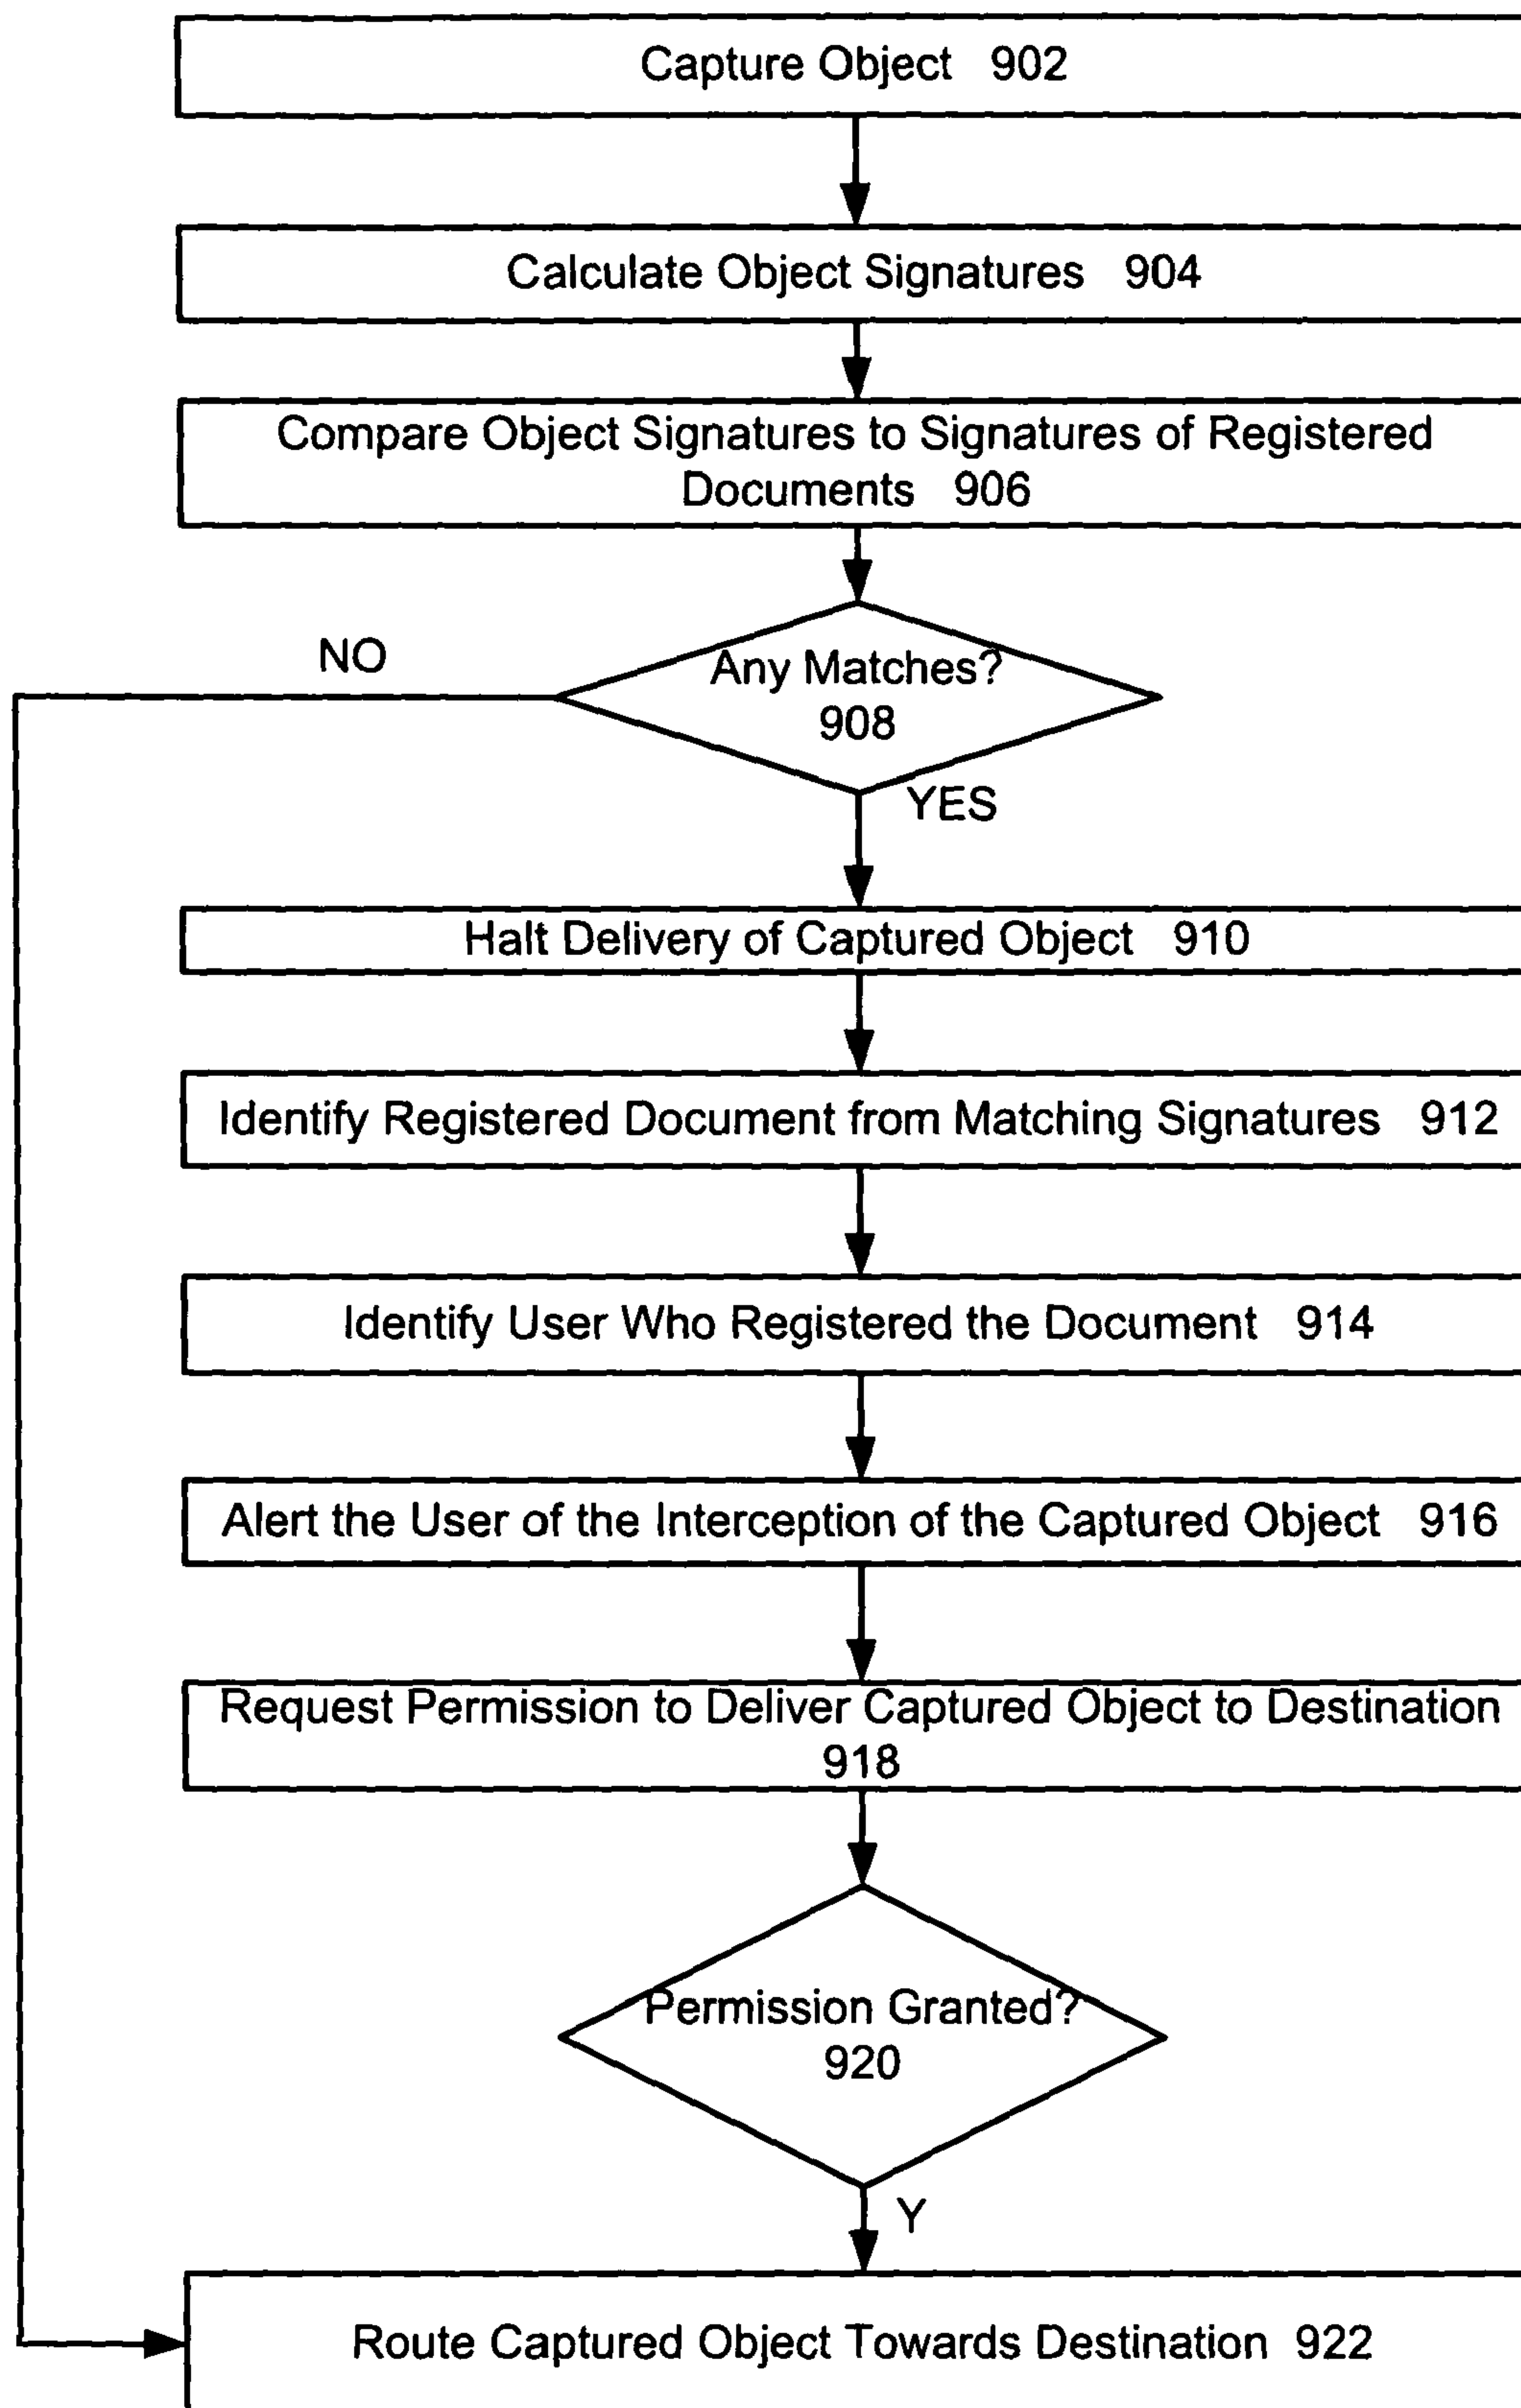 Capture Object 902
Calculate Object Signatures 904
Compare Object Signatures to Signatures of Registered
Documents 906
NO
Any Matches?
908
YES
Halt Delivery of Captured Object 910
Identify Registered Document from Matching Signatures 912
Identify User Who Registered the Document 914
Alert the User of the Interception of the Captured Object 916
Request Permission to Deliver Captured Object to Destination
918
Permission Granted?
920
Y
Route Captured Object Towards Destination 922